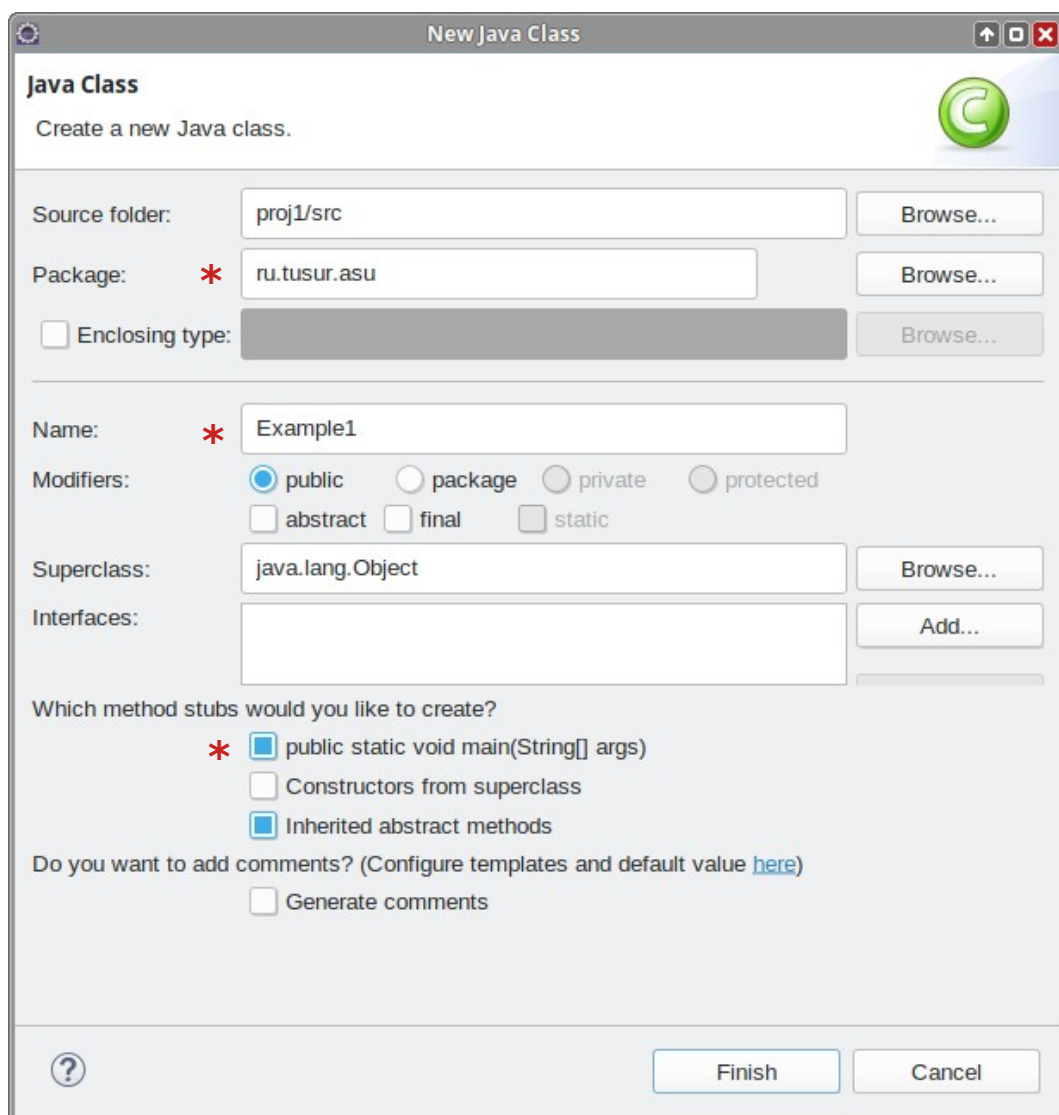 New Java Class
Java Class
Create a new Java class.
Source folder: proj1/src Browse...
Package: * ru.tusur.asu Browse...
Enclosing type: Browse...
Name: * Example1
Modifiers: public package private protected
abstract final static
Superclass: java.lang.Object Browse...
Interfaces: Add...
Which method stubs would you like to create?
* public static void main(String[] args)
Constructors from superclass
Inherited abstract methods
Do you want to add comments? (Configure templates and default value here)
Generate comments
? Finish Cancel